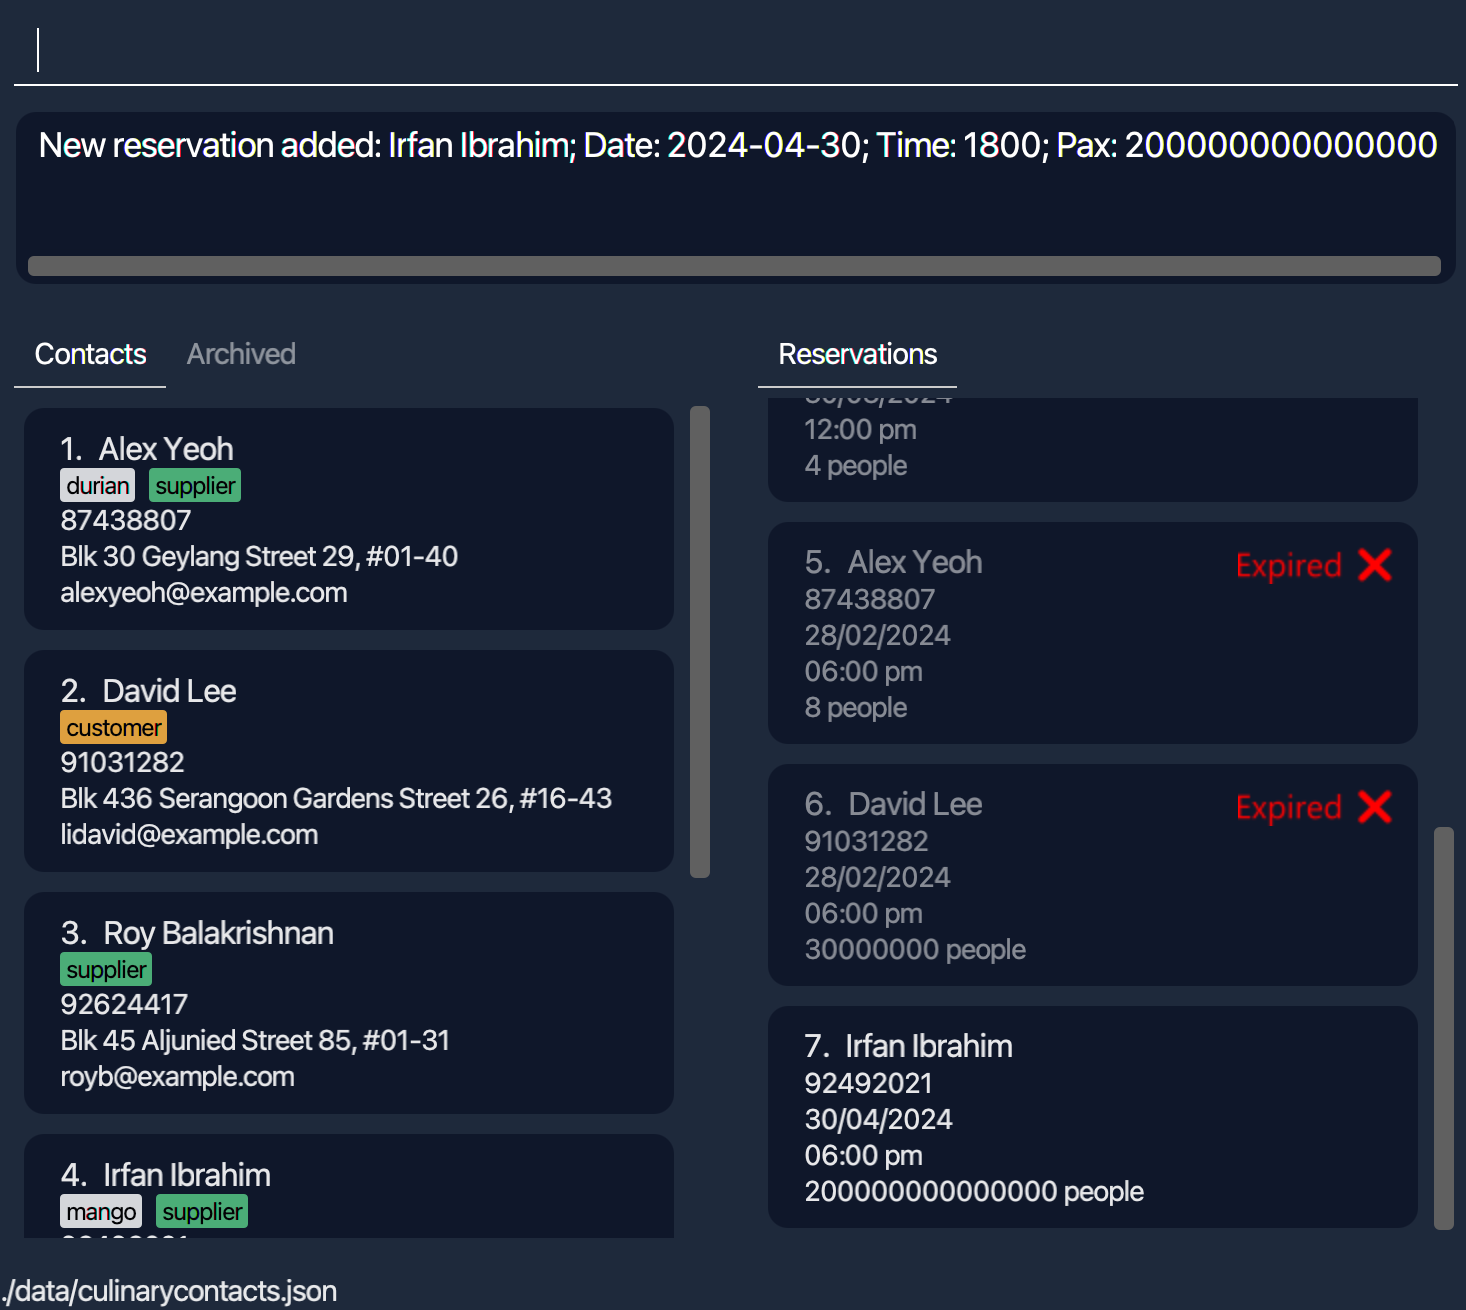 New reservation added: Irfan Ibrahim; Date: 2024-04-30; Time: 1800; Pax: 200000000000000
Contacts
Archived
1. Alex Yeoh
durian supplier
87438807
Blk 30 Geylang Street 29, #01-40
alexyeoh@example.com
2. David Lee
customer
91031282
Blk 436 Serangoon Gardens Street 26, #16-43
lidavid@example.com
3. Roy Balakrishnan
supplier
92624417
Blk 45 Aljunied Street 85, #01-31
royb@example.com
4. Irfan Ibrahim
mango supplier
Reservations
12:00 pm
4 people
5. Alex Yeoh
Expired
87438807
28/02/2024
06:00 pm
8 people
6. David Lee
Expired
91031282
28/02/2024
06:00 pm
30000000 people
7. Irfan Ibrahim
92492021
30/04/2024
06:00 pm
200000000000000 people
./data/culinarycontacts.json